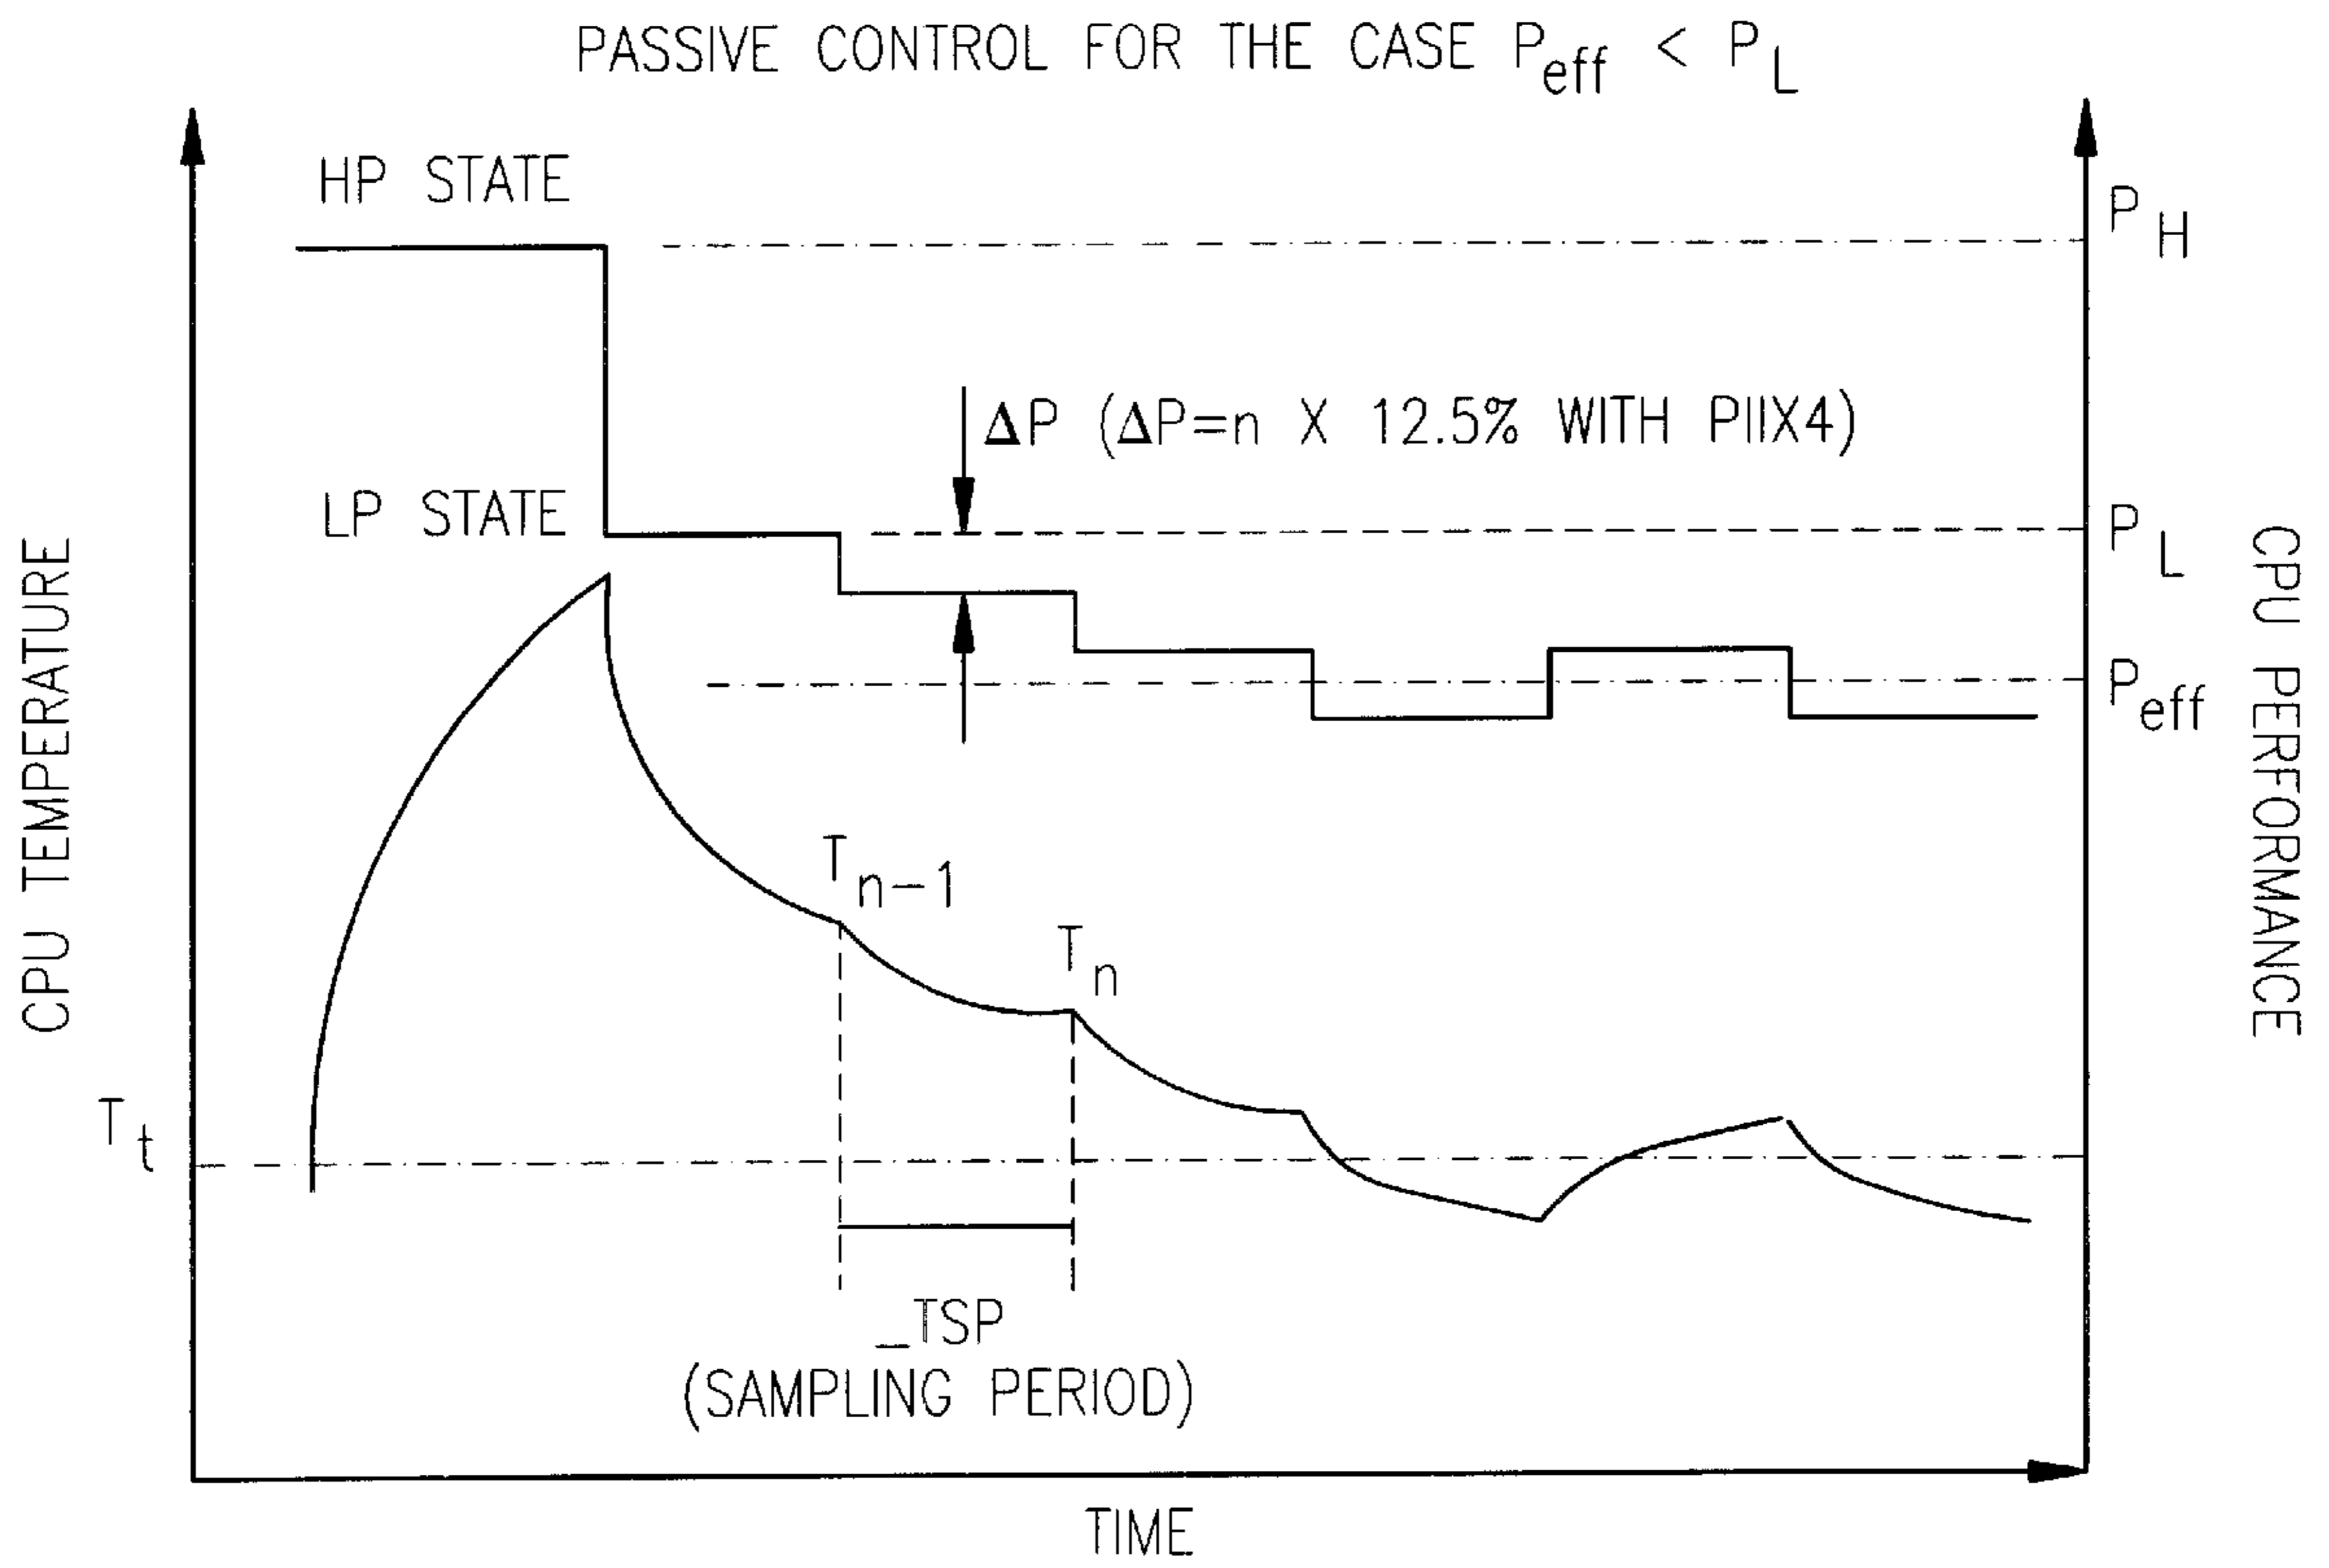 PASSIVE CONTROL FOR THE CASE Peff < PL
HP STATE
PH
ΔP (ΔP=n X 12.5% WITH PIIX4)
LP STATE
PL
Peff
CPU TEMPERATURE
CPU PERFORMANCE
Tn-1
Tn
Tt
_TSP
(SAMPLING PERIOD)
TIME